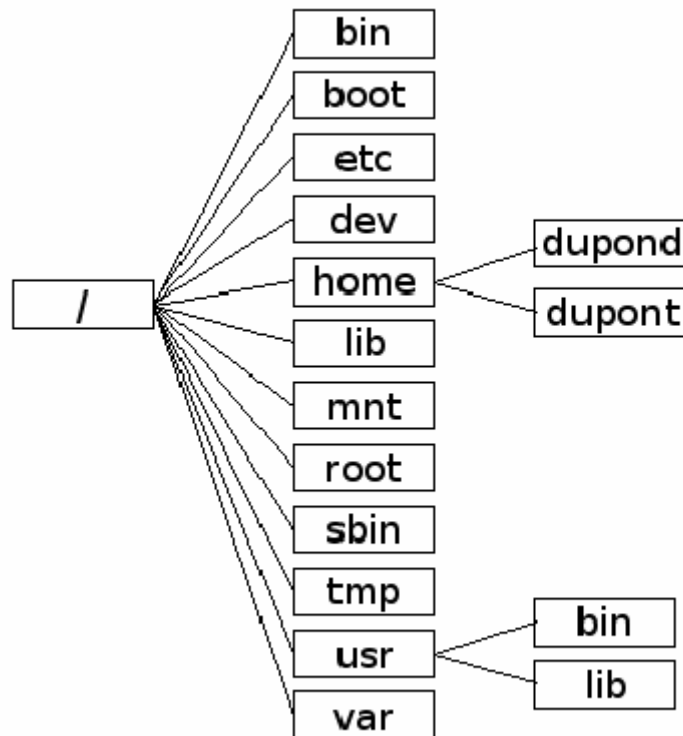 /
bin
boot
etc
dev
home
lib
mnt
root
sbin
tmp
usr
var
dupond
dupont
bin
lib